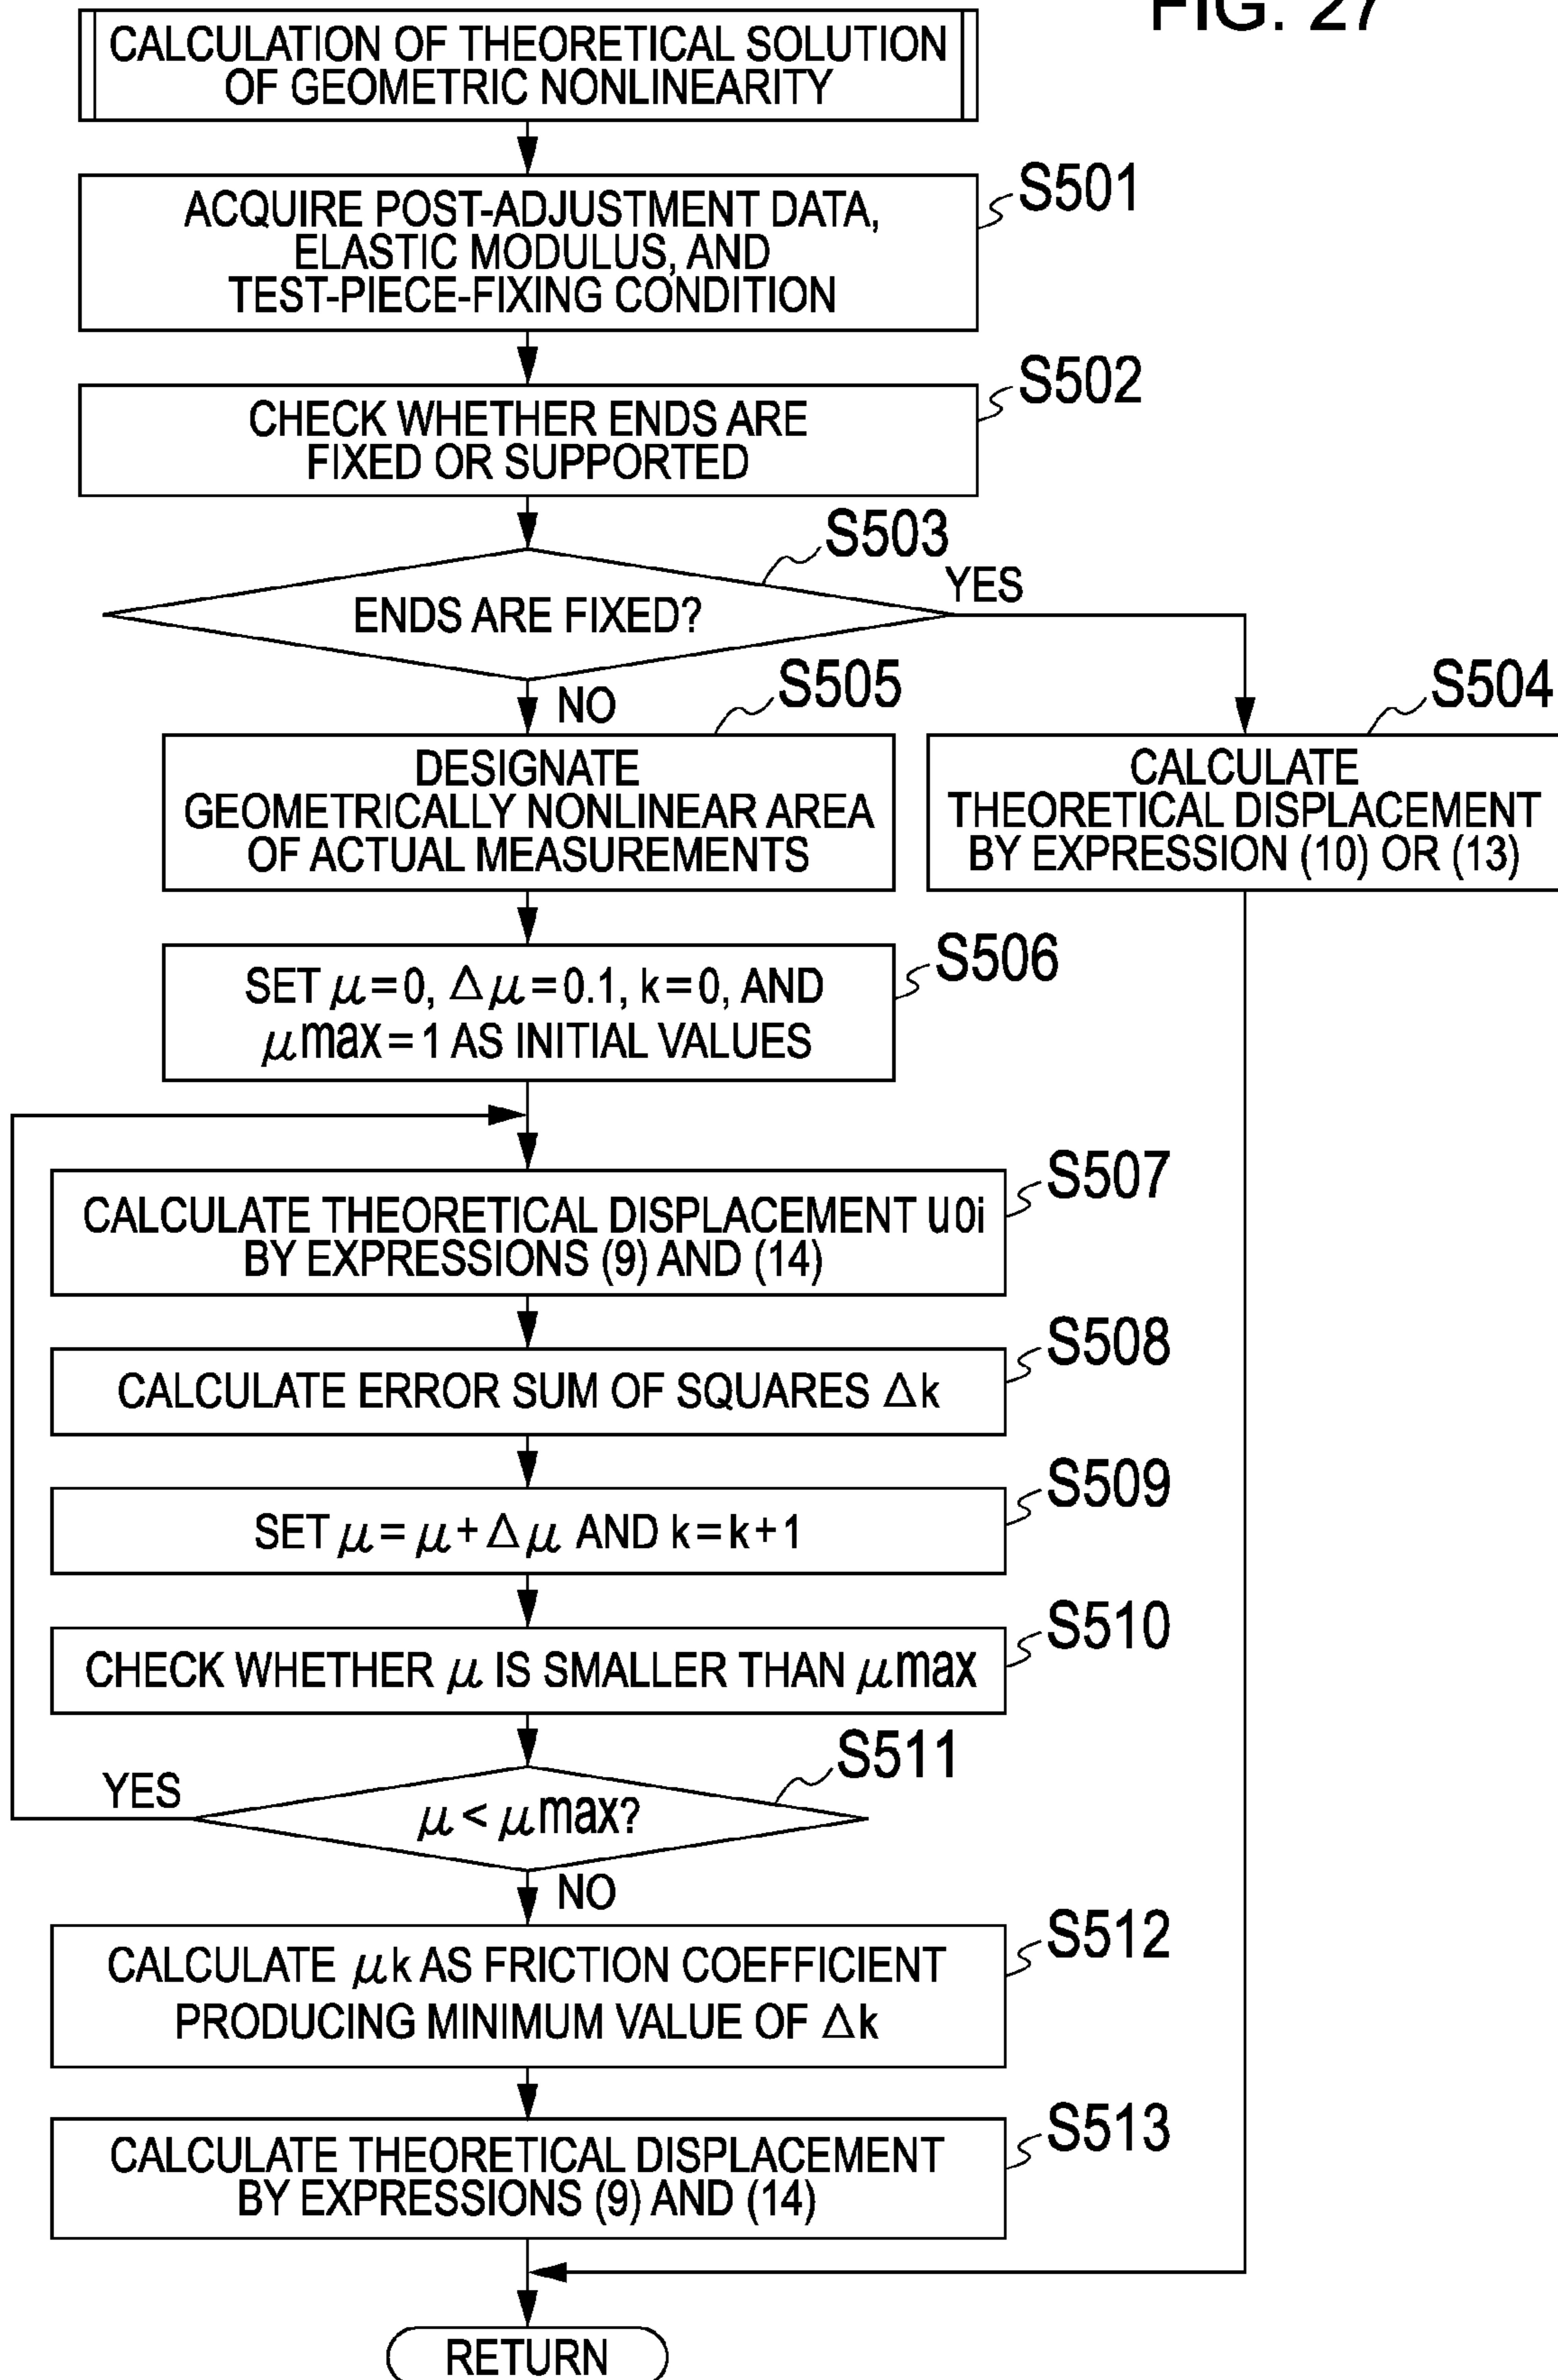 FIG. 27
CALCULATION OF THEORETICAL SOLUTION
OF GEOMETRIC NONLINEARITY
S501
ACQUIRE POST-ADJUSTMENT DATA,
ELASTIC MODULUS, AND
TEST-PIECE-FIXING CONDITION
S502
CHECK WHETHER ENDS ARE
FIXED OR SUPPORTED
S503
ENDS ARE FIXED?
YES
NO
S505
DESIGNATE
GEOMETRICALLY NONLINEAR AREA
OF ACTUAL MEASUREMENTS
S504
CALCULATE
THEORETICAL DISPLACEMENT
BY EXPRESSION (10) OR (13)
S506
SET μ=0, Δμ=0.1, k=0, AND
μmax=1 AS INITIAL VALUES
S507
CALCULATE THEORETICAL DISPLACEMENT u0i
BY EXPRESSIONS (9) AND (14)
S508
CALCULATE ERROR SUM OF SQUARES Δk
S509
SET μ=μ+Δμ AND k=k+1
S510
CHECK WHETHER μ IS SMALLER THAN μmax
S511
YES
μ<μmax?
NO
S512
CALCULATE μk AS FRICTION COEFFICIENT
PRODUCING MINIMUM VALUE OF Δk
S513
CALCULATE THEORETICAL DISPLACEMENT
BY EXPRESSIONS (9) AND (14)
RETURN